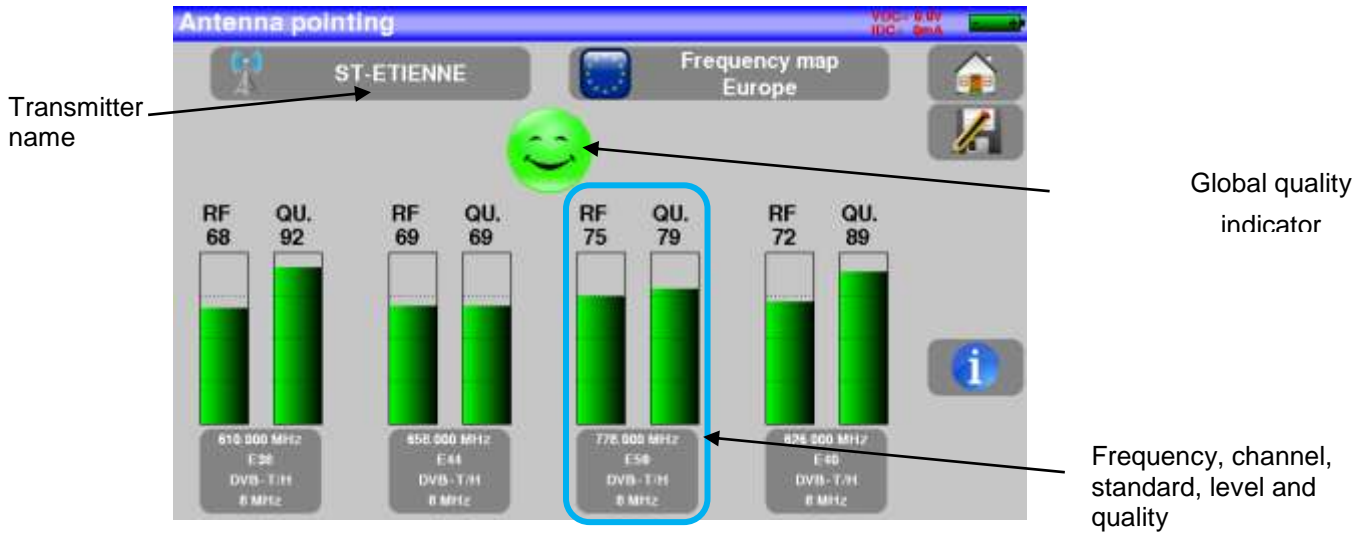 Antenna pointing
VDC: 0.0V
IDC: 0mA
ST-ETIENNE
Frequency map
Europe
Transmitter
name
Global quality
indicator
RF QU. RF QU. RF QU. RF QU.
68 92 69 69 75 79 72 89
610.000 MHz 658.000 MHz 778.000 MHz 626.000 MHz
E38 E44 E59 E40
DVB-T/H DVB-T/H DVB-T/H DVB-T/H
8 MHz 8 MHz 8 MHz 8 MHz
i
Frequency, channel,
standard, level and
quality